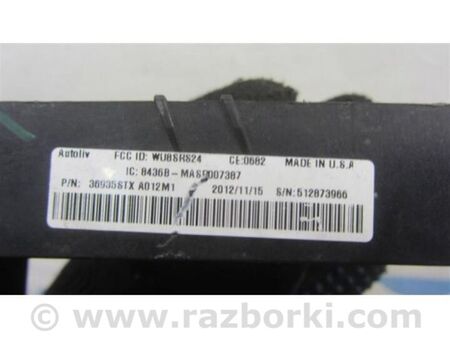 Autoliv FCC ID: WU8SRS24 CE:0682 MADE IN U.S.A
IC: 8436B-MASR007387
P/N: 36935STX A012M1 2012/11/15 S/N:512873966
www.razborki.com